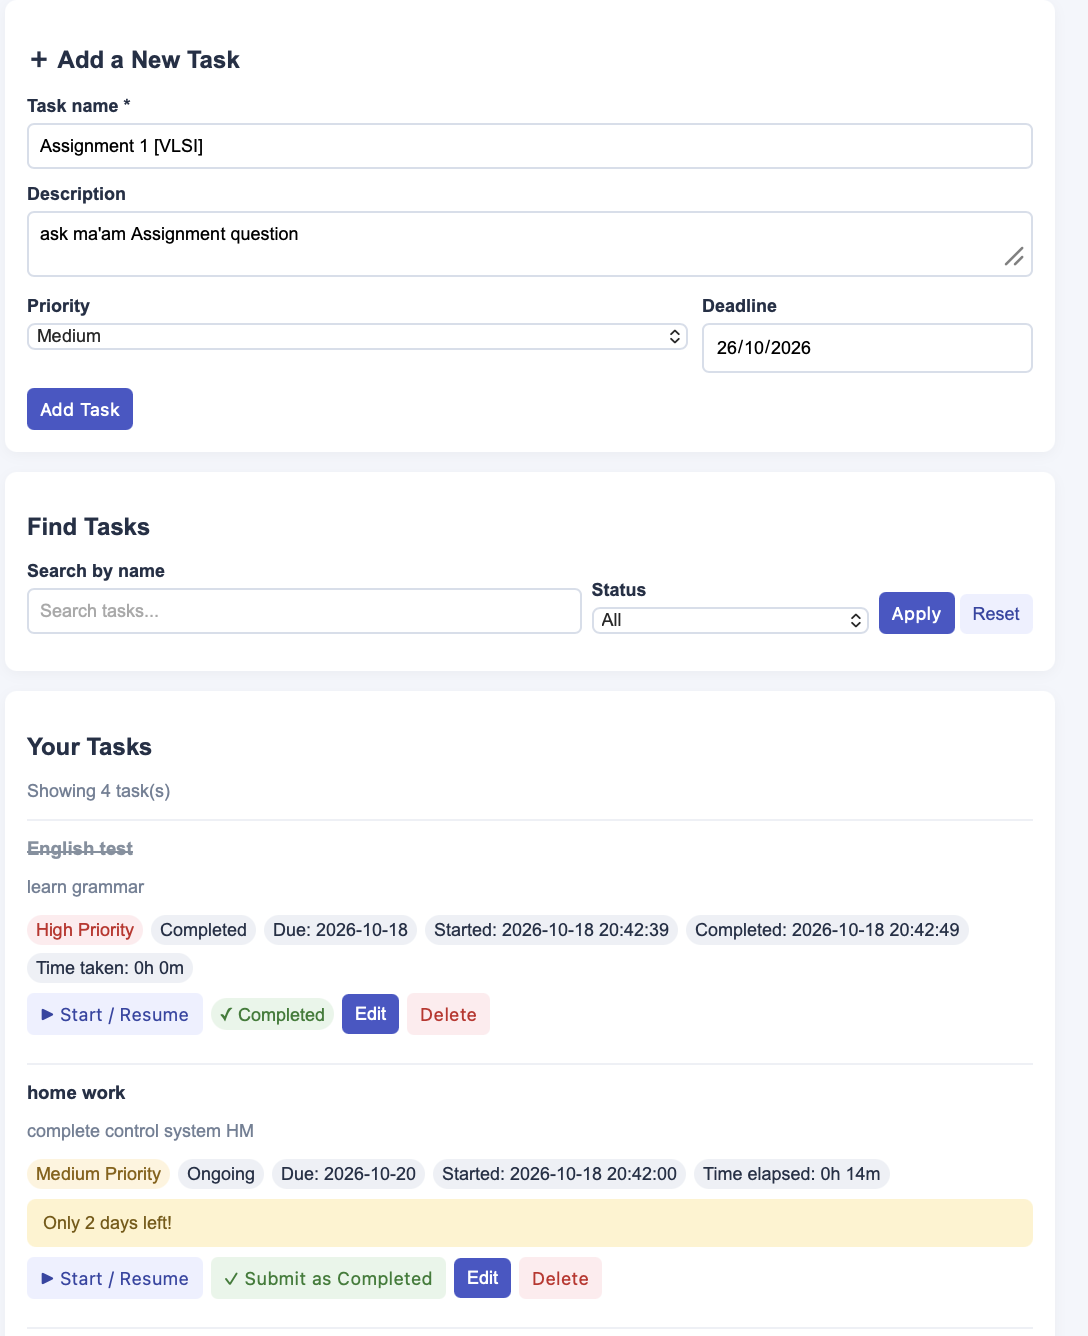 + Add a New Task
Task name *
Assignment 1 [VLSI]
Description
ask ma'am Assignment question
Priority
Deadline
Medium
26/10/2026
Add Task
Find Tasks
Search by name
Status
Search tasks...
All
Apply
Reset
Your Tasks
Showing 4 task(s)
English test
learn grammar
High Priority Completed Due: 2026-10-18 Started: 2026-10-18 20:42:39 Completed: 2026-10-18 20:42:49
Time taken: 0h 0m
▶ Start / Resume ✓ Completed Edit Delete
home work
complete control system HM
Medium Priority Ongoing Due: 2026-10-20 Started: 2026-10-18 20:42:00 Time elapsed: 0h 14m
Only 2 days left!
▶ Start / Resume ✓ Submit as Completed Edit Delete